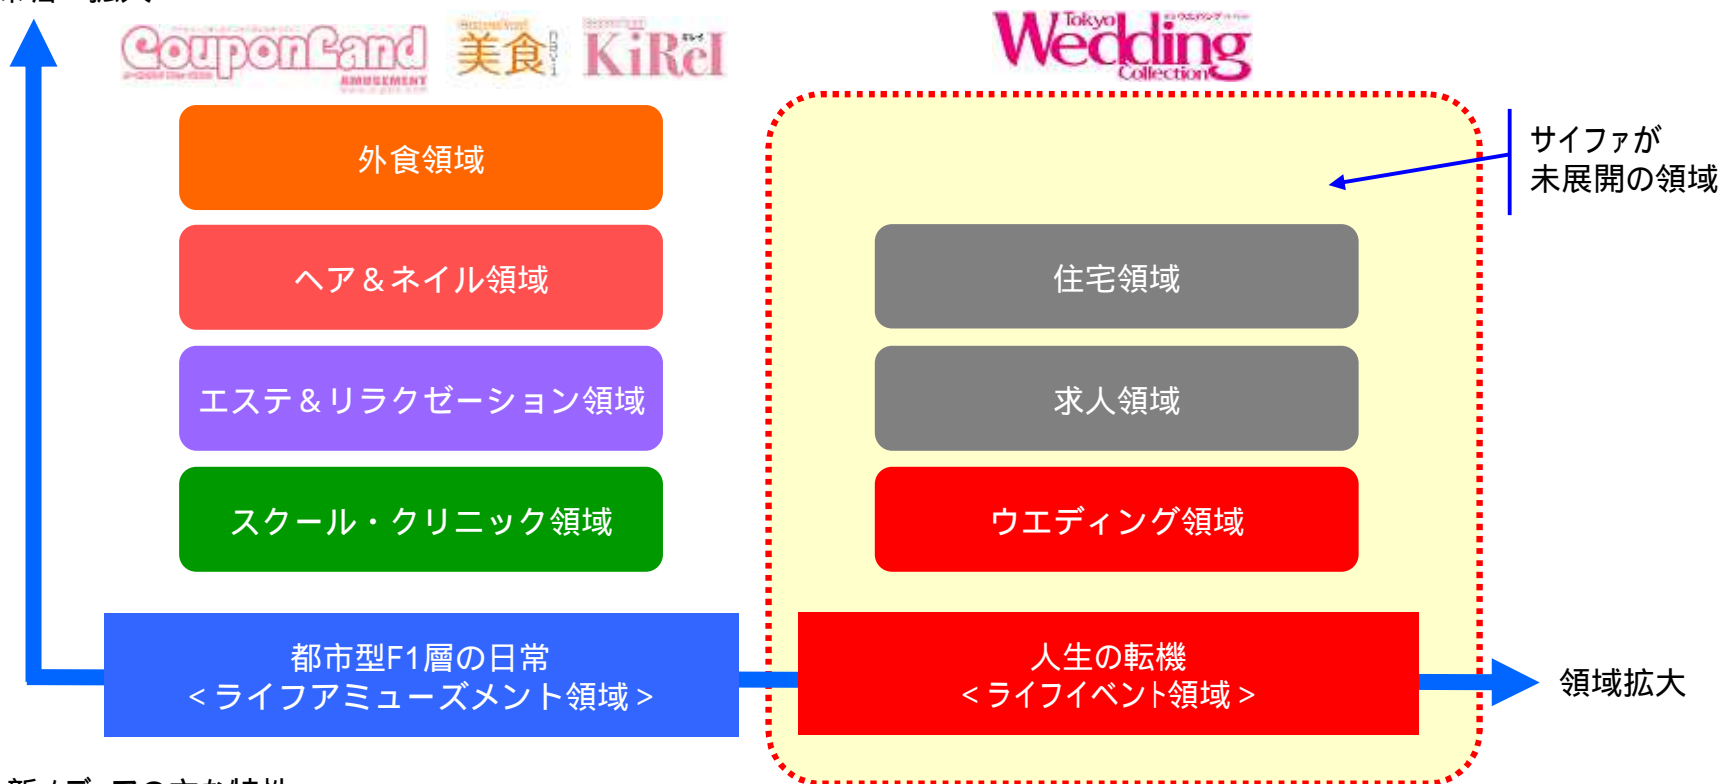 CouponLand
AMUSEMENT
美食
navi
KiReI
キレイ
Tokyo
Wedding
Collection
外食領域
サイファが
未展開の領域
ヘア＆ネイル領域
住宅領域
エステ＆リラクゼーション領域
求人領域
スクール・クリニック領域
ウエディング領域
都市型F1層の日常
＜ライフアミューズメント領域＞
人生の転機
＜ライフイベント領域＞
領域拡大